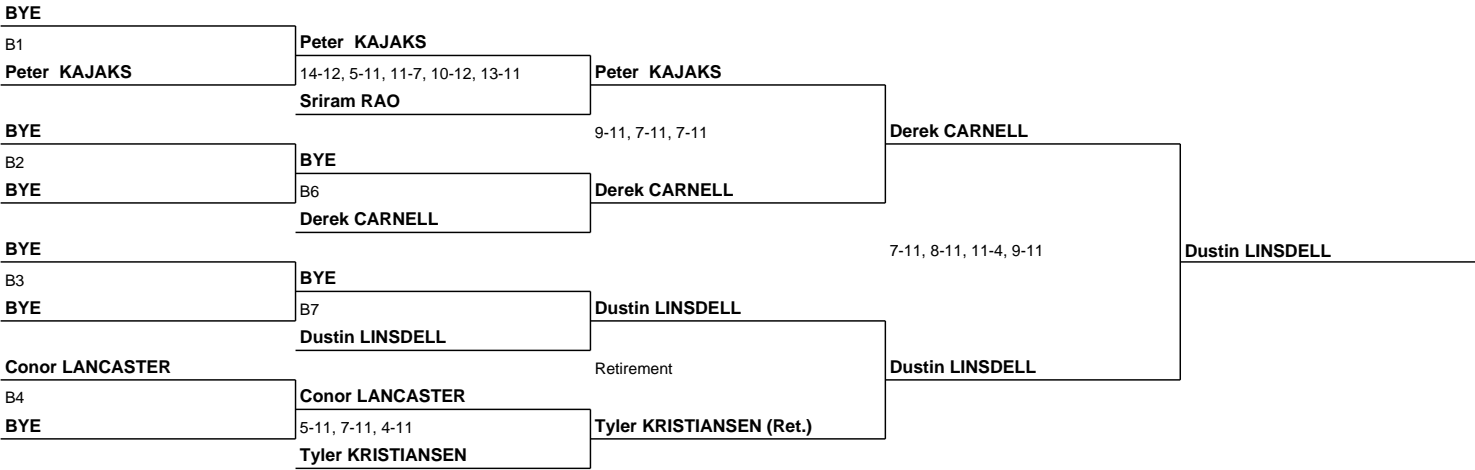 BYE
B1
Peter KAJAKS
BYE
B2
BYE
BYE
B3
BYE
Conor LANCASTER
B4
BYE
Peter KAJAKS
14-12, 5-11, 11-7, 10-12, 13-11
Sriram RAO
BYE
B6
Derek CARNELL
BYE
B7
Dustin LINSDELL
Conor LANCASTER
5-11, 7-11, 4-11
Tyler KRISTIANSEN
Peter KAJAKS
9-11, 7-11, 7-11
Derek CARNELL
Dustin LINSDELL
Retirement
Tyler KRISTIANSEN (Ret.)
Derek CARNELL
7-11, 8-11, 11-4, 9-11
Dustin LINSDELL
Dustin LINSDELL